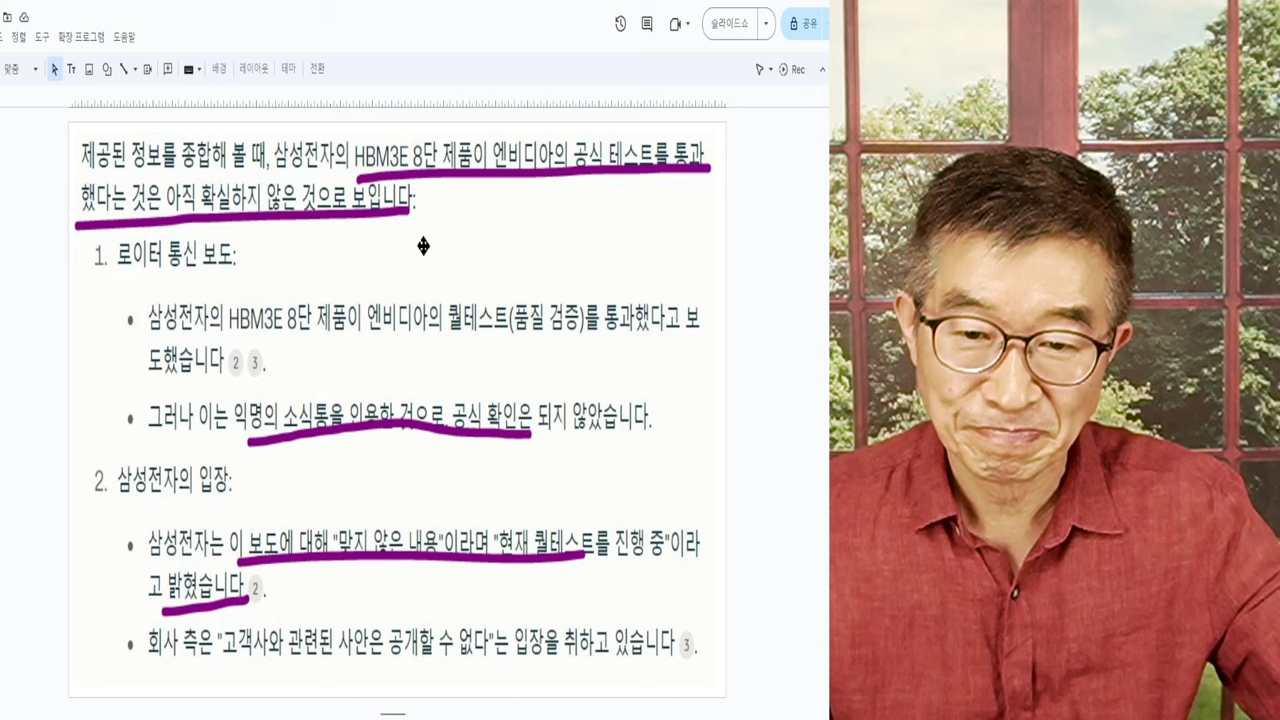 정렬 도구 확장 프로그램 도움말
슬라이드쇼
공유
맞춤
Tr
배경
레이아웃
테마
전환
Rec
제공된 정보를 종합해 볼 때, 삼성전자의 HBM3E 8단 제품이 엔비디아의 공식 테스트를 통과
했다는 것은 아직 확실하지 않은 것으로 보입니다:
1. 로이터 통신 보도:
• 삼성전자의 HBM3E 8단 제품이 엔비디아의 퀄테스트(품질 검증)를 통과했다고 보
도했습니다 2 3.
• 그러나 이는 익명의 소식통을 인용한 것으로, 공식 확인은 되지 않았습니다.
2. 삼성전자의 입장:
• 삼성전자는 이 보도에 대해 "맞지 않은 내용"이라며 "현재 퀄테스트를 진행 중"이라
고 밝혔습니다 2.
• 회사 측은 "고객사와 관련된 사안은 공개할 수 없다"는 입장을 취하고 있습니다 3.